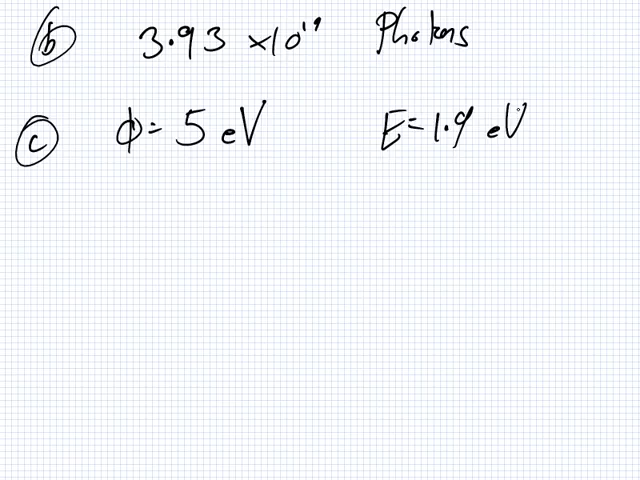 (b) 3.93 ×10¹⁹ Photons
(c) ϕ= 5 eV E=1.9 eV